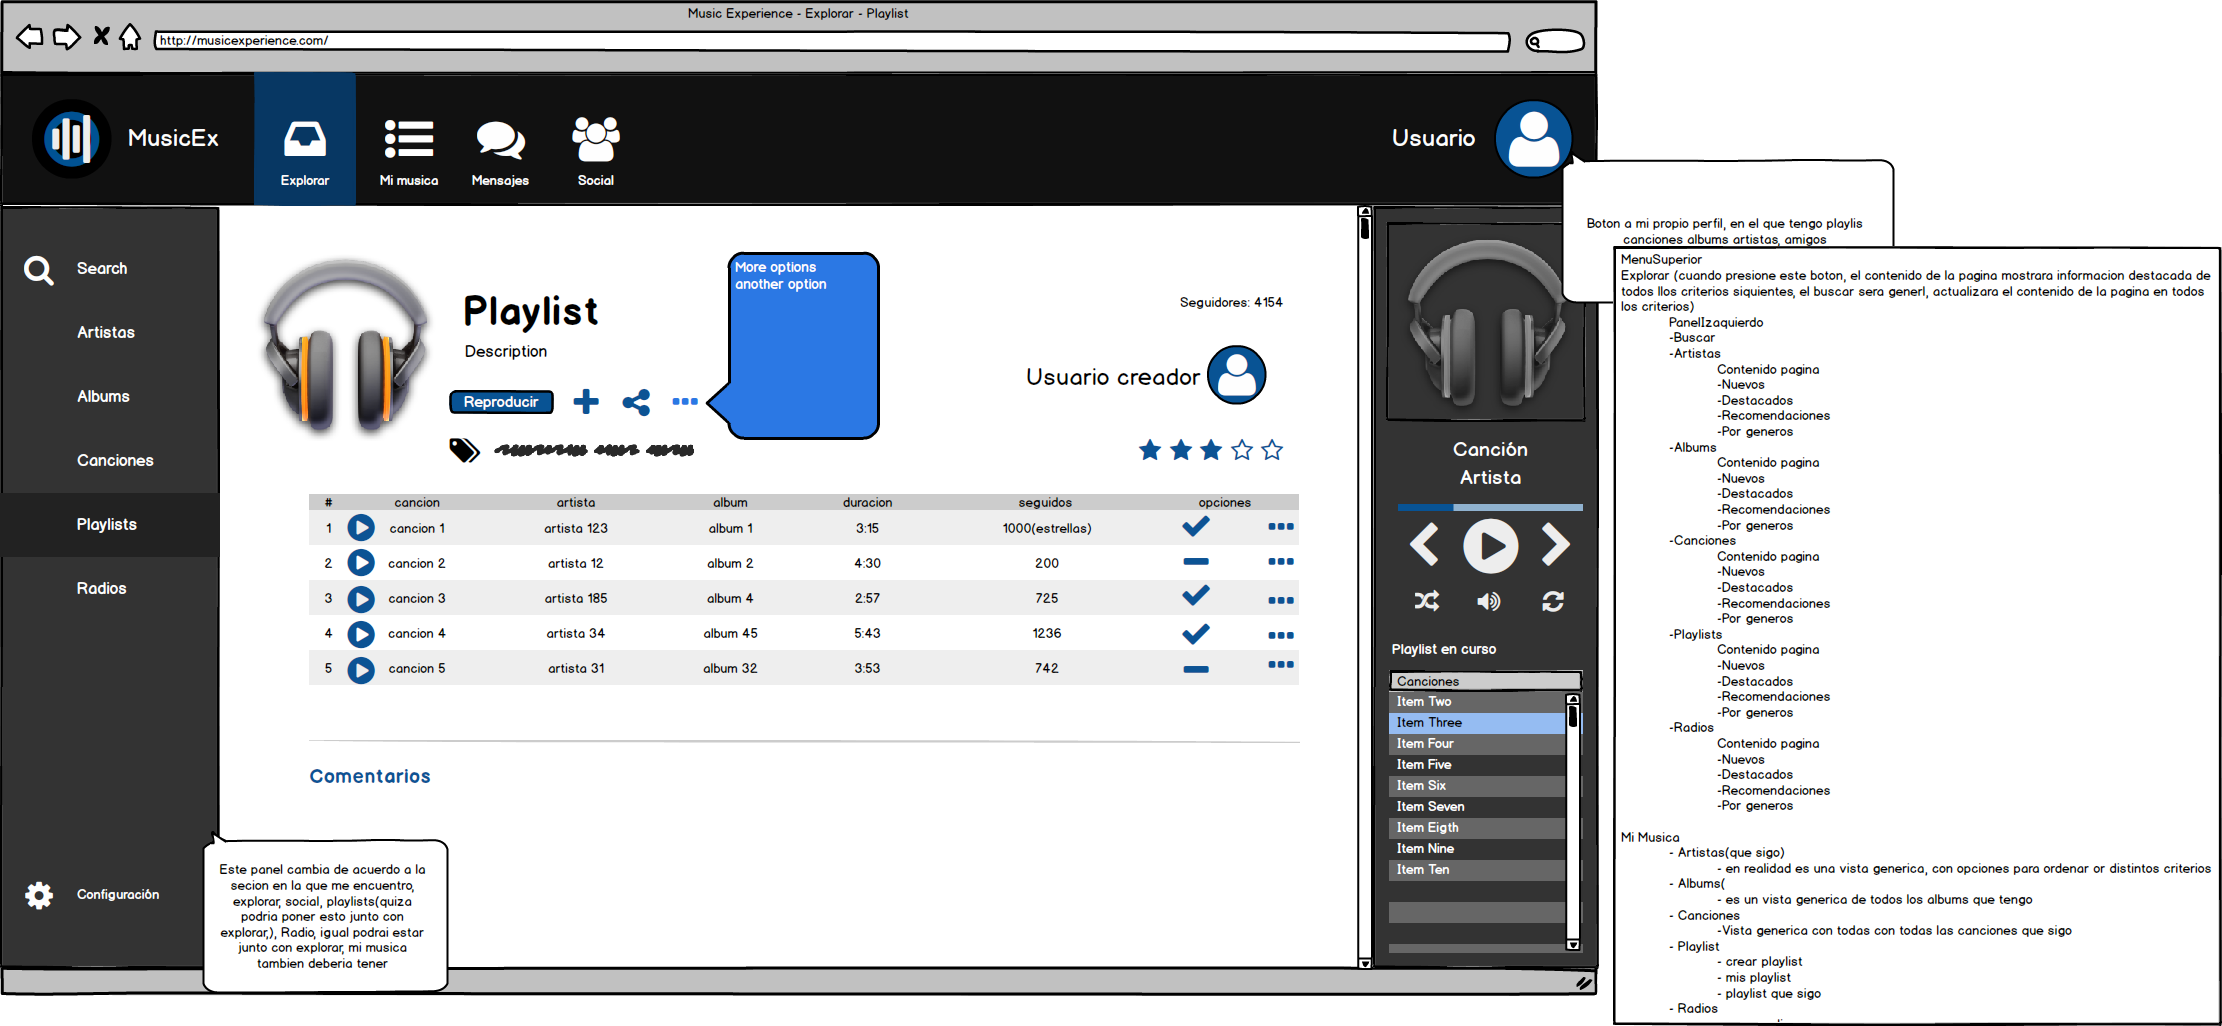 Music Experience - Explorar - Playlist
http://musicexperience.com/
MusicEx
Explorar
Mi musica
Mensajes
Social
Usuario
Boton a mi propio perfil, en el que tengo playlis
canciones albums artistas, amigos
Search
Artistas
Albums
Canciones
Playlists
Radios
Configuración
Este panel cambia de acuerdo a la
secion en la que me encuentro,
explorar, social, playlists(quiza
podria poner esto junto con
explorar,), Radio, igual podrai estar
junto con explorar, mi musica
tambien deberia tener
Playlist
Description
Reproducir
More options
another option
Seguidores: 4154
Usuario creador
# cancion artista album duracion seguidos opciones
1 cancion 1 artista 123 album 1 3:15 1000(estrellas)
2 cancion 2 artista 12 album 2 4:30 200
3 cancion 3 artista 185 album 4 2:57 725
4 cancion 4 artista 34 album 45 5:43 1236
5 cancion 5 artista 31 album 32 3:53 742
Comentarios
Canción
Artista
Playlist en curso
Canciones
Item Two
Item Three
Item Four
Item Five
Item Six
Item Seven
Item Eigth
Item Nine
Item Ten
MenuSuperior
Explorar (cuando presione este boton, el contenido de la pagina mostrara informacion destacada de
todos llos criterios siquientes, el buscar sera generl, actualizara el contenido de la pagina en todos
los criterios)
PanelIzaquierdo
-Buscar
-Artistas
Contenido pagina
-Nuevos
-Destacados
-Recomendaciones
-Por generos
-Albums
Contenido pagina
-Nuevos
-Destacados
-Recomendaciones
-Por generos
-Canciones
Contenido pagina
-Nuevos
-Destacados
-Recomendaciones
-Por generos
-Playlists
Contenido pagina
-Nuevos
-Destacados
-Recomendaciones
-Por generos
-Radios
Contenido pagina
-Nuevos
-Destacados
-Recomendaciones
-Por generos
Mi Musica
- Artistas(que sigo)
- en realidad es una vista generica, con opciones para ordenar or distintos criterios
- Albums(
- es un vista generica de todos los albums que tengo
- Canciones
-Vista generica con todas con todas las canciones que sigo
- Playlist
- crear playlist
- mis playlist
- playlist que sigo
- Radios